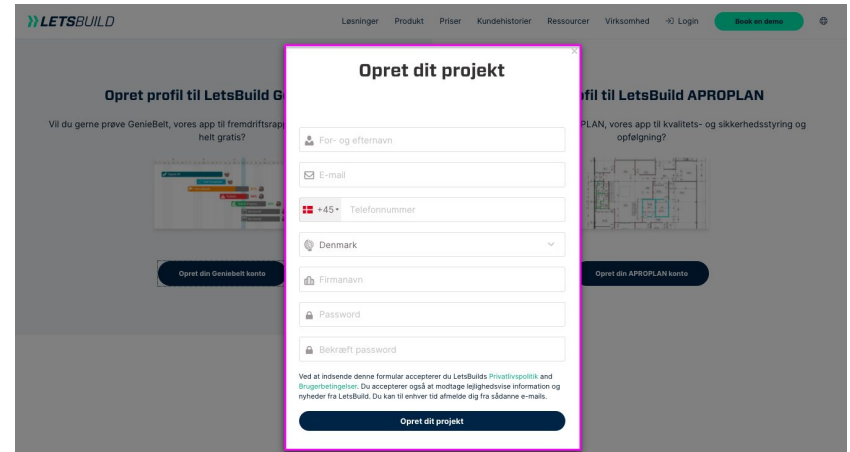 LETSBUILD
Løsninger Produkt Priser Kundehistorier Ressourcer Virksomhed Login Book en demo
Opret dit projekt
Opret profil til LetsBuild G
ofil til LetsBuild APROPLAN
Vil du gerne prøve GenieBelt, vores app til fremdriftsrap
helt gratis?
PLAN, vores app til kvalitets- og sikkerhedsstyring og
opfølgning?
For- og efternavn
E-mail
+45 Telefonnummer
Denmark
Firmanavn
Password
Bekræft password
Opret din Geniebelt konto
Opret din APROPLAN konto
Ved at indsende denne formular accepterer du LetsBuilds Privatlivspolitik and
Brugerbetingelser. Du accepterer også at modtage lejlighedsvise information og
nyheder fra LetsBuild. Du kan til enhver tid afmelde dig fra sådanne e-mails.
Opret dit projekt